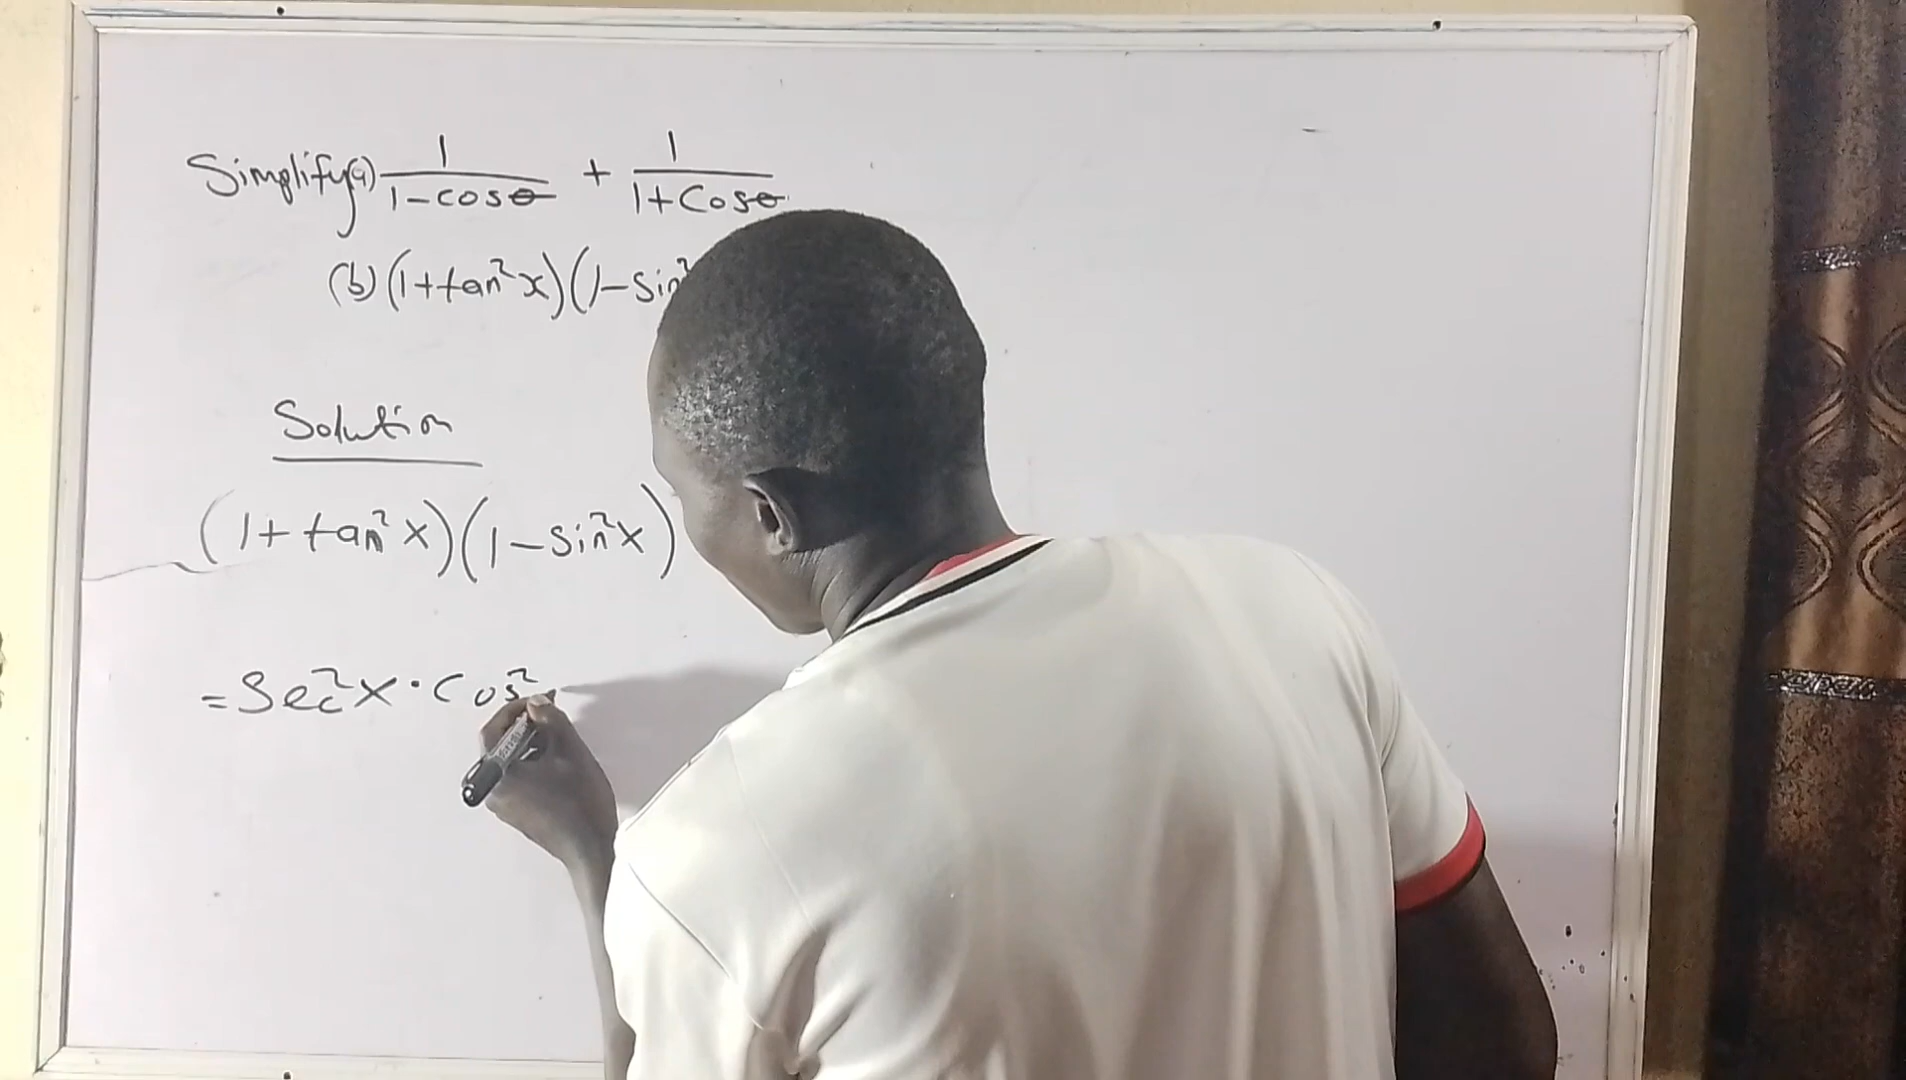 Simplify (a) 1/(1-cosθ) + 1/(1+Cosθ)
(b) (1+tan²x)(1-sin²
Solution
(1+tan²x)(1-sin²x)
=Sec²x·Cos²